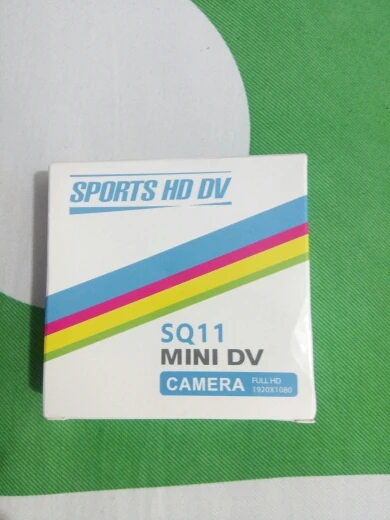 SPORTS HD DV
SQ11
MINI DV
CAMERA
FULL HD
1920X1080